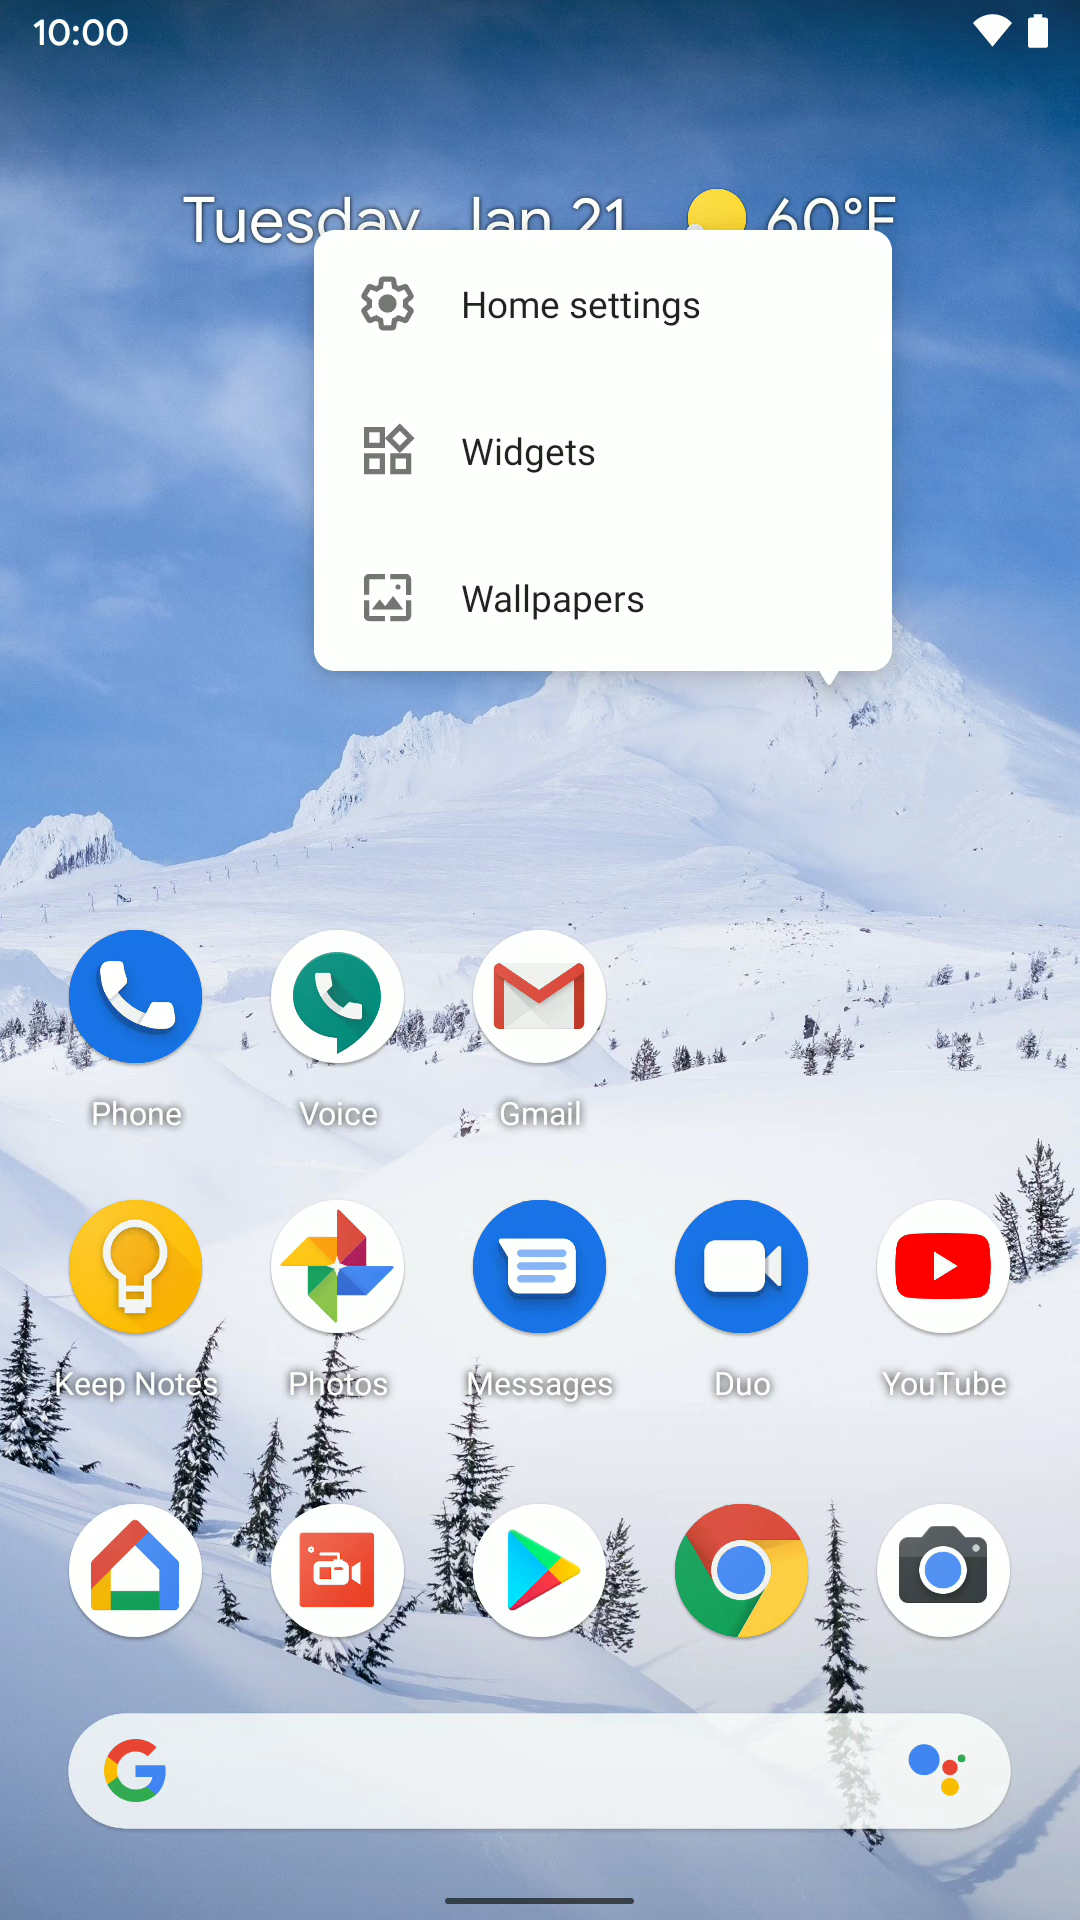 10:00
Tuesday, Jan 21 60°F
Home settings
Widgets
Wallpapers
Phone Voice Gmail
Keep Notes Photos Messages Duo YouTube